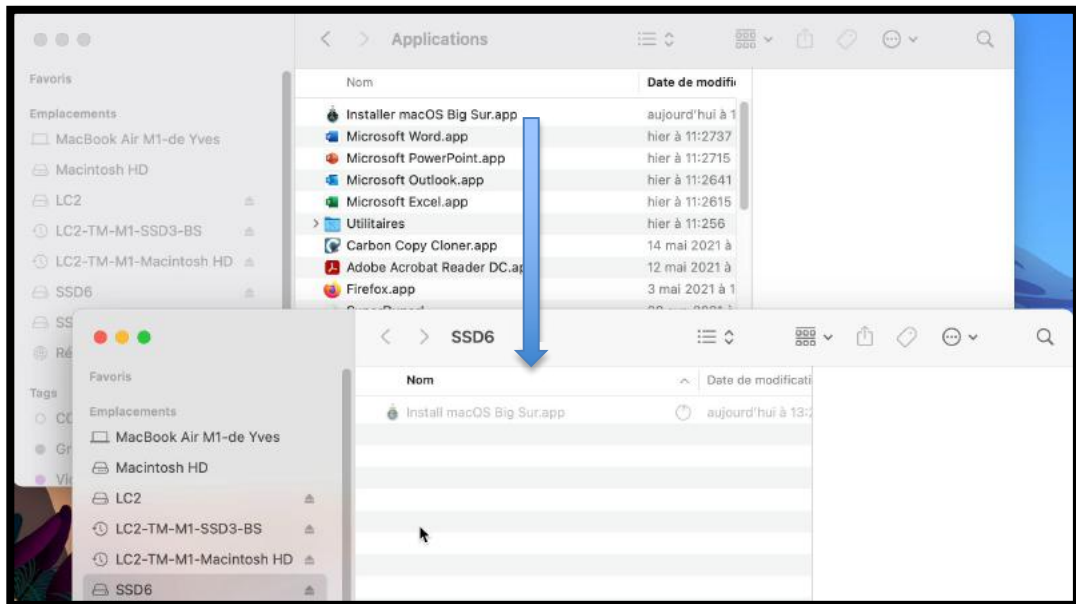 Applications
Favoris
Emplacements
MacBook Air M1-de Yves
Macintosh HD
LC2
LC2-TM-M1-SSD3-BS
LC2-TM-M1-Macintosh HD
SSD6
SS
Ré
Tags
CC
Gr
Vio
Nom Date de modifi
Installer macOS Big Sur.app aujourd'hui à 1
Microsoft Word.app hier à 11:2737
Microsoft PowerPoint.app hier à 11:2715
Microsoft Outlook.app hier à 11:2641
Microsoft Excel.app hier à 11:2615
Utilitaires hier à 11:256
Carbon Copy Cloner.app 14 mai 2021 à
Adobe Acrobat Reader DC.ap 12 mai 2021 à
Firefox.app 3 mai 2021 à 1
SSD6
Favoris
Emplacements
MacBook Air M1-de Yves
Macintosh HD
LC2
LC2-TM-M1-SSD3-BS
LC2-TM-M1-Macintosh HD
SSD6
Nom Date de modificati
Install macOS Big Sur.app aujourd'hui à 13:2